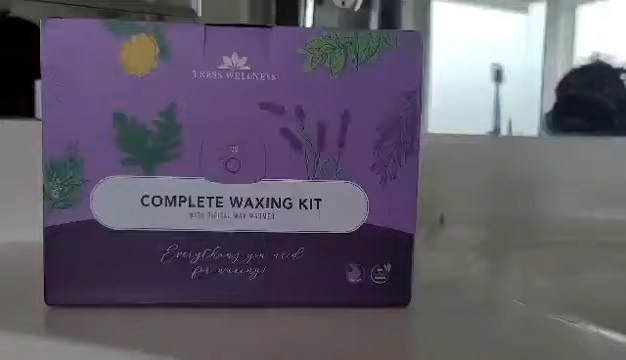 TRESS WELLNESS
COMPLETE WAXING KIT
WITH DIGITAL WAX WARMER
Everything you need
for waxing!